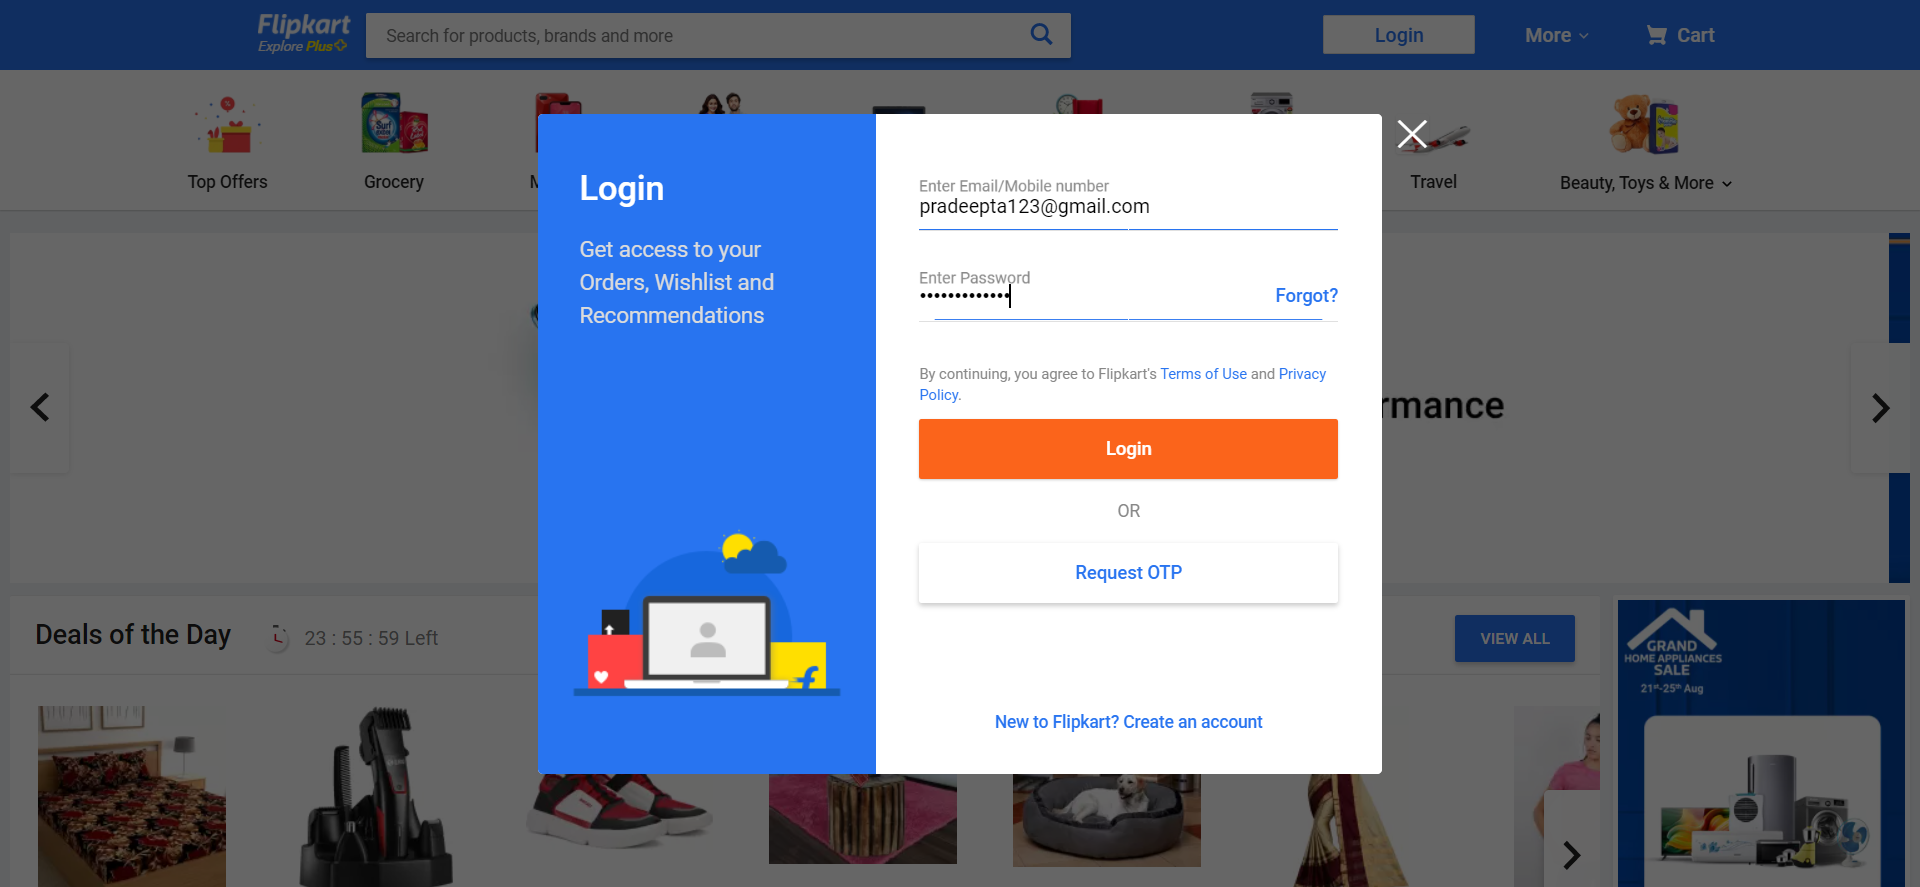 Flipkart
Explore Plus
Search for products, brands and more
Login
More
Cart
Top Offers
Grocery
Travel
Beauty, Toys & More
Login
Get access to your
Orders, Wishlist and
Recommendations
Enter Email/Mobile number
pradeepta123@gmail.com
Enter Password
•••••••••••••
Forgot?
By continuing, you agree to Flipkart's Terms of Use and Privacy
Policy.
Login
OR
Request OTP
New to Flipkart? Create an account
rmance
Deals of the Day
23 : 55 : 59 Left
VIEW ALL
GRAND
HOME APPLIANCES
SALE
21st-25th Aug